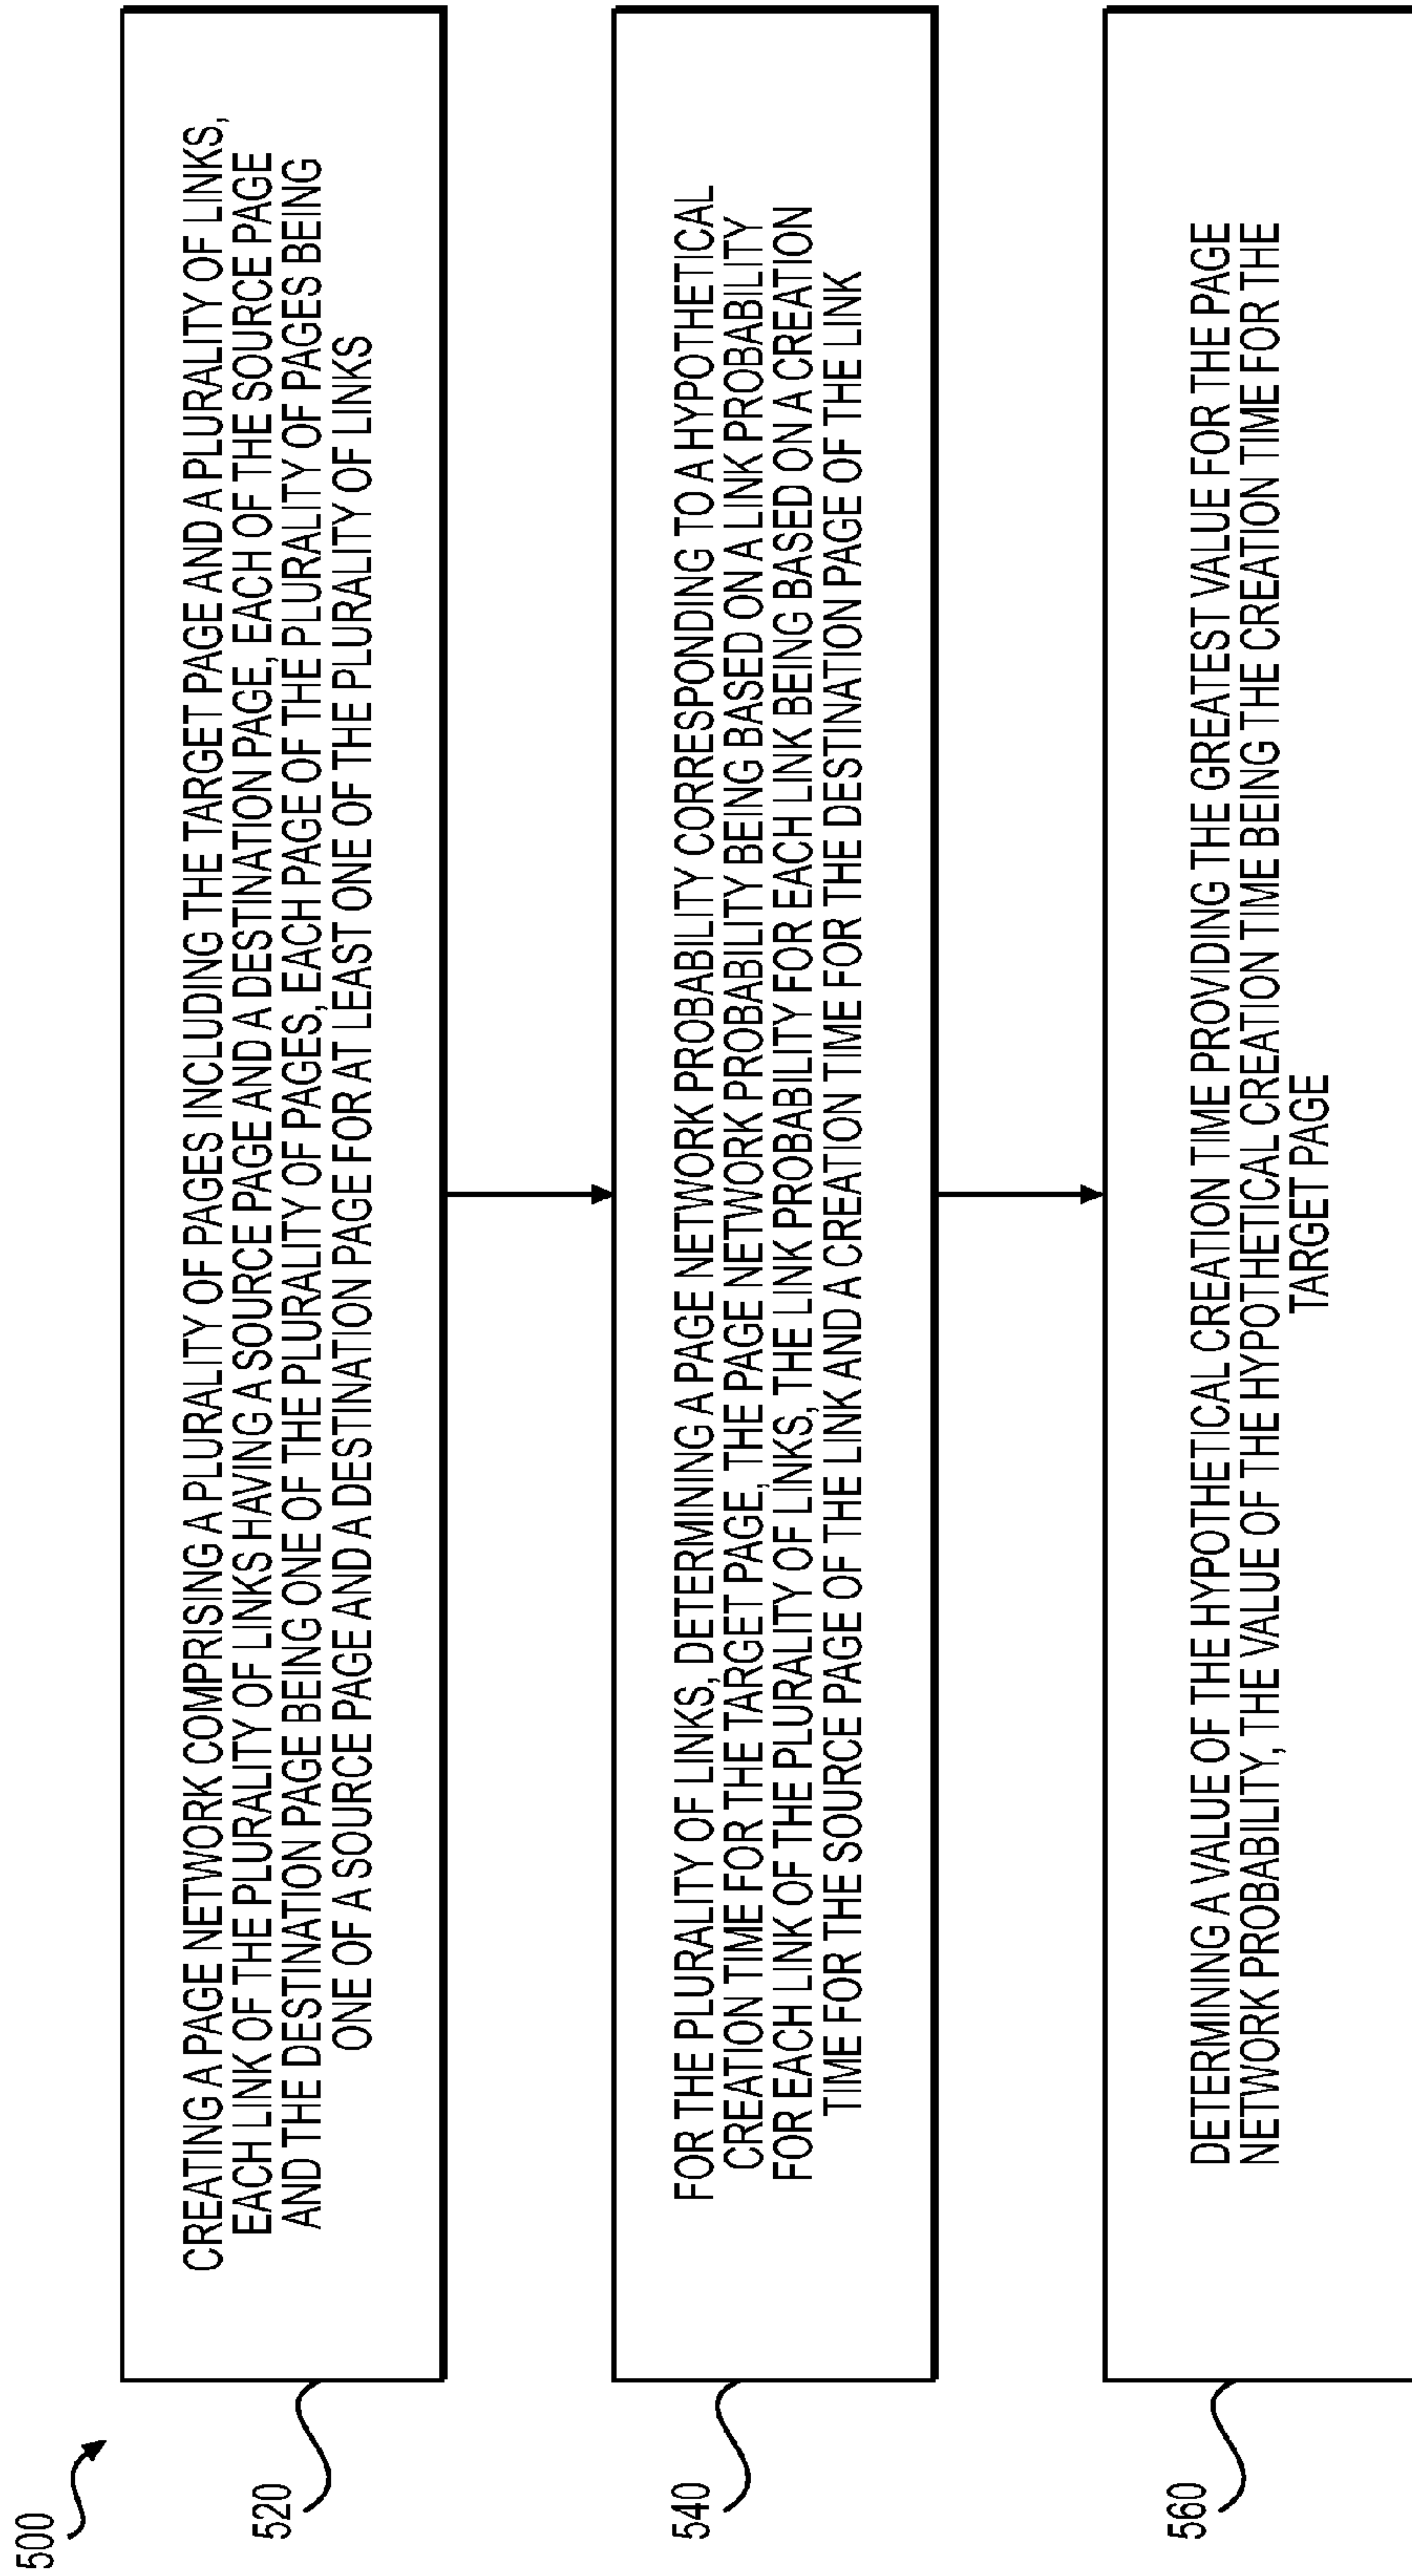 500
520
CREATING A PAGE NETWORK COMPRISING A PLURALITY OF PAGES INCLUDING THE TARGET PAGE AND A PLURALITY OF LINKS,
EACH LINK OF THE PLURALITY OF LINKS HAVING A SOURCE PAGE AND A DESTINATION PAGE, EACH OF THE SOURCE PAGE
AND THE DESTINATION PAGE BEING ONE OF THE PLURALITY OF PAGES, EACH PAGE OF THE PLURALITY OF PAGES BEING
ONE OF A SOURCE PAGE AND A DESTINATION PAGE FOR AT LEAST ONE OF THE PLURALITY OF LINKS
540
FOR THE PLURALITY OF LINKS, DETERMINING A PAGE NETWORK PROBABILITY CORRESPONDING TO A HYPOTHETICAL
CREATION TIME FOR THE TARGET PAGE, THE PAGE NETWORK PROBABILITY BEING BASED ON A LINK PROBABILITY
FOR EACH LINK OF THE PLURALITY OF LINKS, THE LINK PROBABILITY FOR EACH LINK BEING BASED ON A CREATION
TIME FOR THE SOURCE PAGE OF THE LINK AND A CREATION TIME FOR THE DESTINATION PAGE OF THE LINK
560
DETERMINING A VALUE OF THE HYPOTHETICAL CREATION TIME PROVIDING THE GREATEST VALUE FOR THE PAGE
NETWORK PROBABILITY, THE VALUE OF THE HYPOTHETICAL CREATION TIME BEING THE CREATION TIME FOR THE
TARGET PAGE